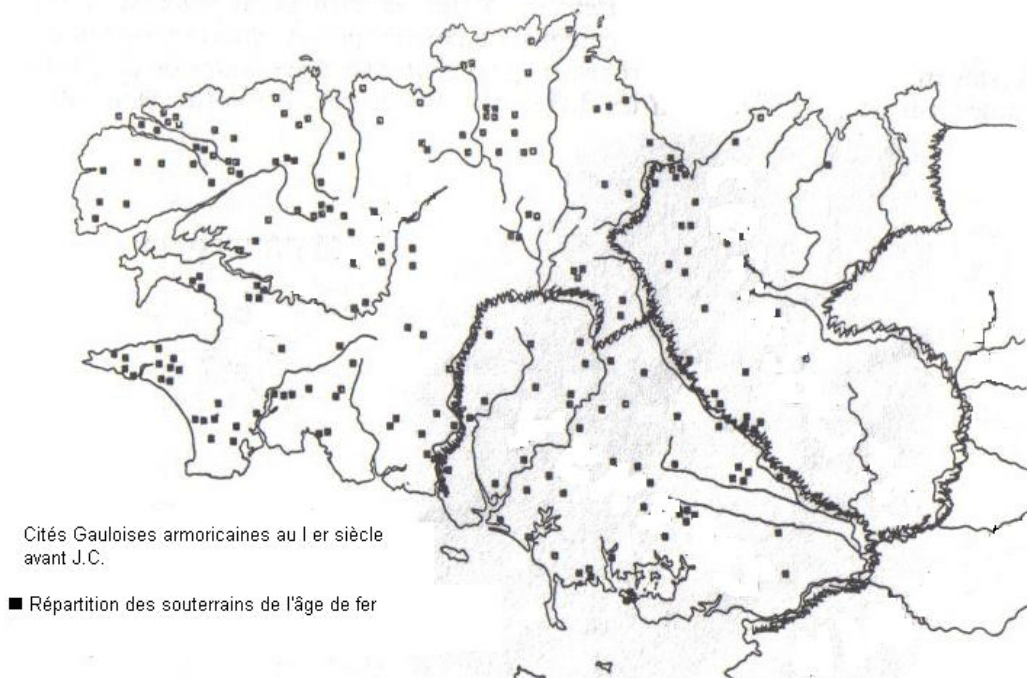 Cités Gauloises armoricaines au I er siècle
avant J.C.
Répartition des souterrains de l'âge de fer